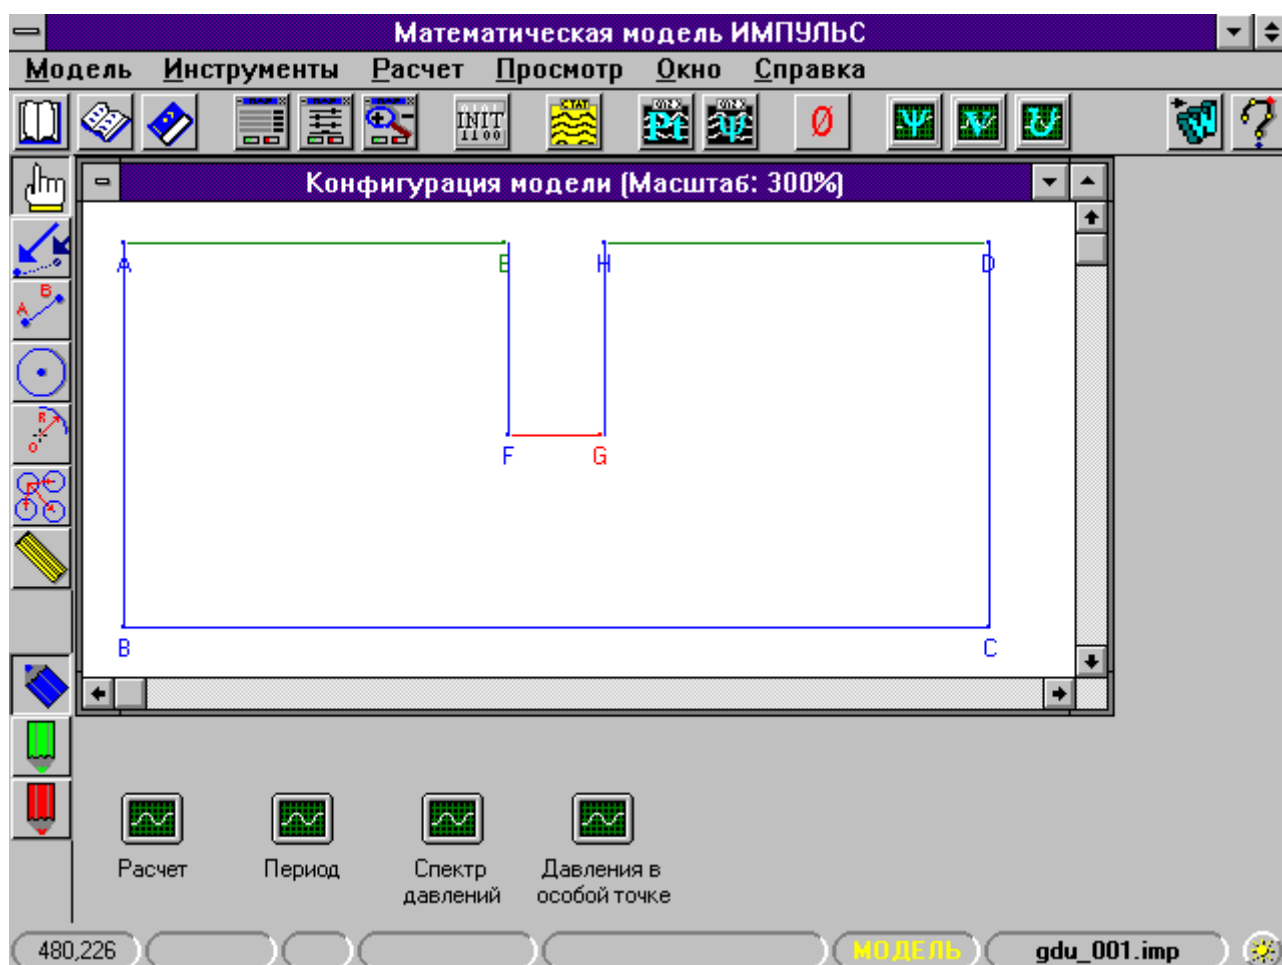 Математическая модель ИМПУЛЬС
Модель Инструменты Расчет Просмотр Окно Справка
INIT
СТАТ
Pt
Ψ
Ø
Ψ
V
Конфигурация модели (Масштаб: 300%)
A E H D
A B
F G
R
O
B C
Расчет Период Спектр давлений Давления в особой точке
480,226 МОДЕЛЬ gdu_001.imp